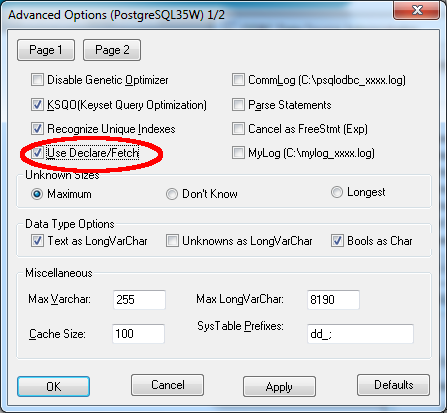 Advanced Options (PostgreSQL35W) 1/2
Page 1 Page 2
Disable Genetic Optimizer CommLog (C:\psqlodbc_xxxx.log)
KSQO(Keyset Query Optimization) Parse Statements
Recognize Unique Indexes Cancel as FreeStmt (Exp)
Use Declare/Fetch MyLog (C:\mylog_xxxx.log)
Unknown Sizes
Maximum Don't Know Longest
Data Type Options
Text as LongVarChar Unknowns as LongVarChar Bools as Char
Miscellaneous
Max Varchar: 255 Max LongVarChar: 8190
Cache Size: 100 SysTable Prefixes: dd_;
OK Cancel Apply Defaults